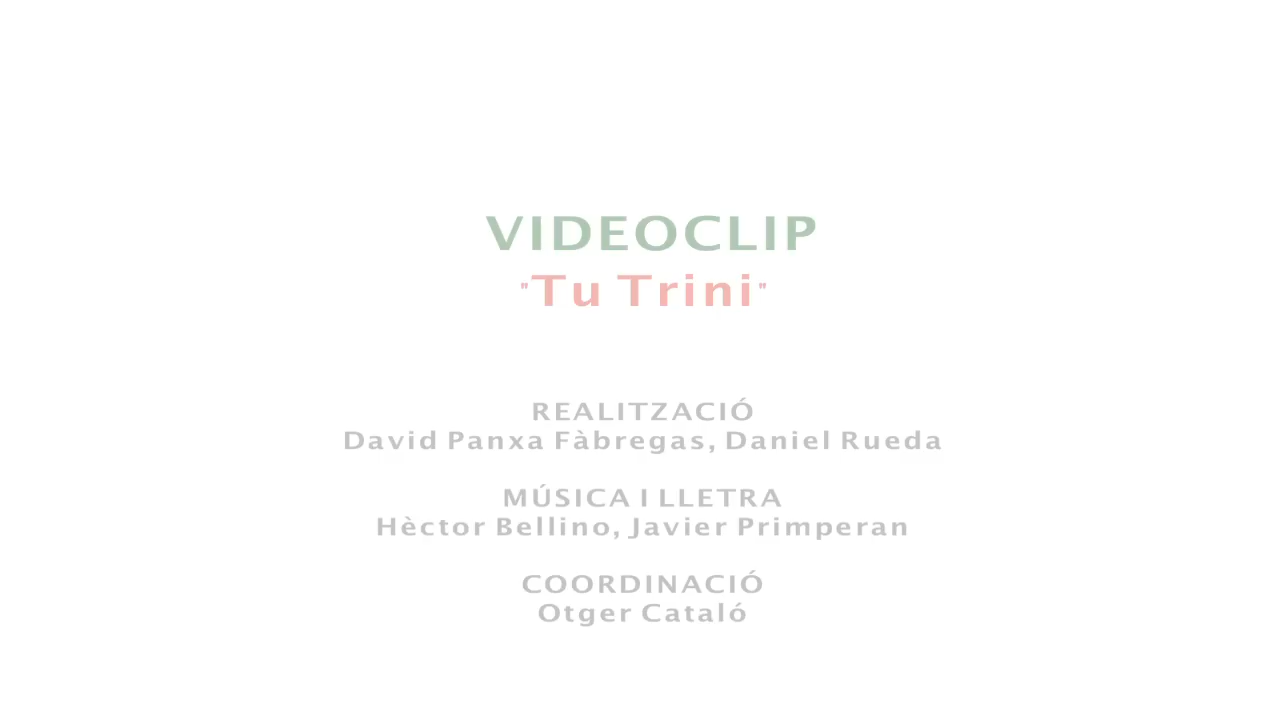 VIDEOCLIP
"Tu Trini"
REALITZACIÓ
David Panxa Fàbregas, Daniel Rueda
MÚSICA I LLETRA
Hèctor Bellino, Javier Primperan
COORDINACIÓ
Otger Cataló